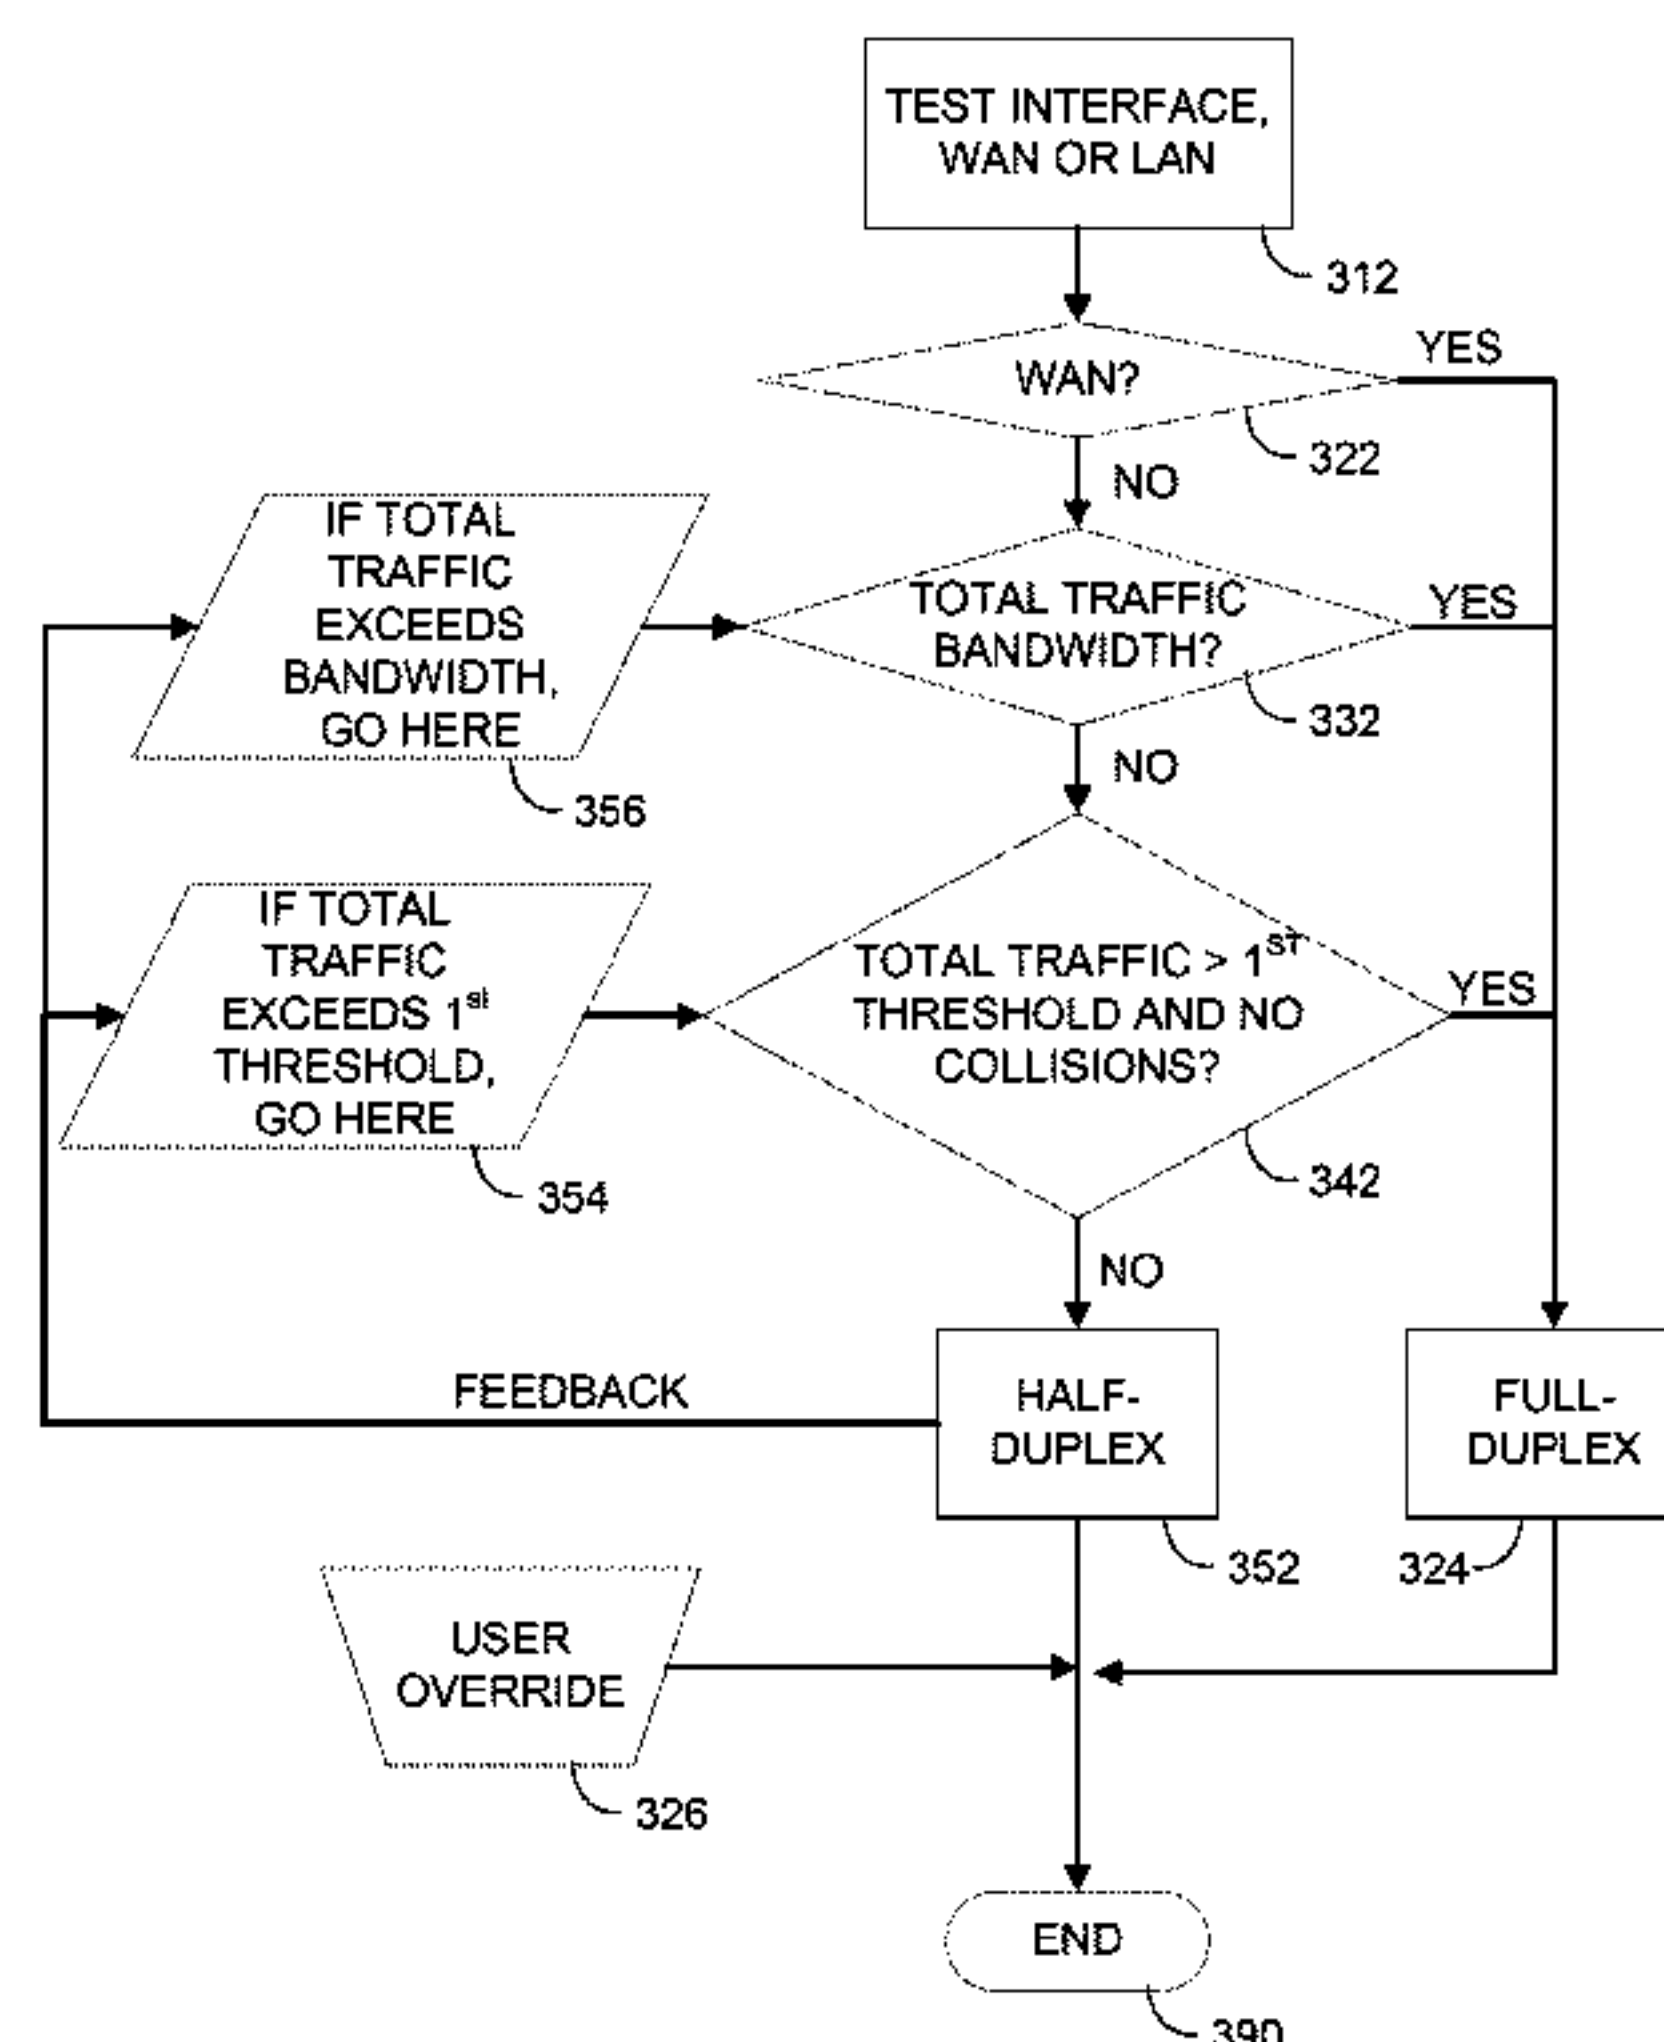 TEST INTERFACE,
WAN OR LAN
312
WAN?
YES
322
NO
IF TOTAL
TRAFFIC
EXCEEDS
BANDWIDTH,
GO HERE
356
TOTAL TRAFFIC
BANDWIDTH?
YES
332
NO
IF TOTAL
TRAFFIC
EXCEEDS 1st
THRESHOLD,
GO HERE
354
TOTAL TRAFFIC > 1ST
THRESHOLD AND NO
COLLISIONS?
YES
342
NO
FEEDBACK
HALF-
DUPLEX
352
FULL-
DUPLEX
324
USER
OVERRIDE
326
END
390